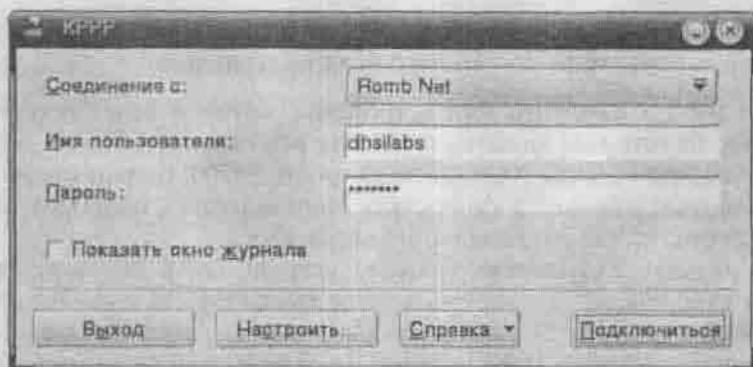 KPPP
Соединение с: Romb Net
Имя пользователя: dhsilabs
Пароль: *******
Показать окно журнала
Выход Настроить Справка Подключиться